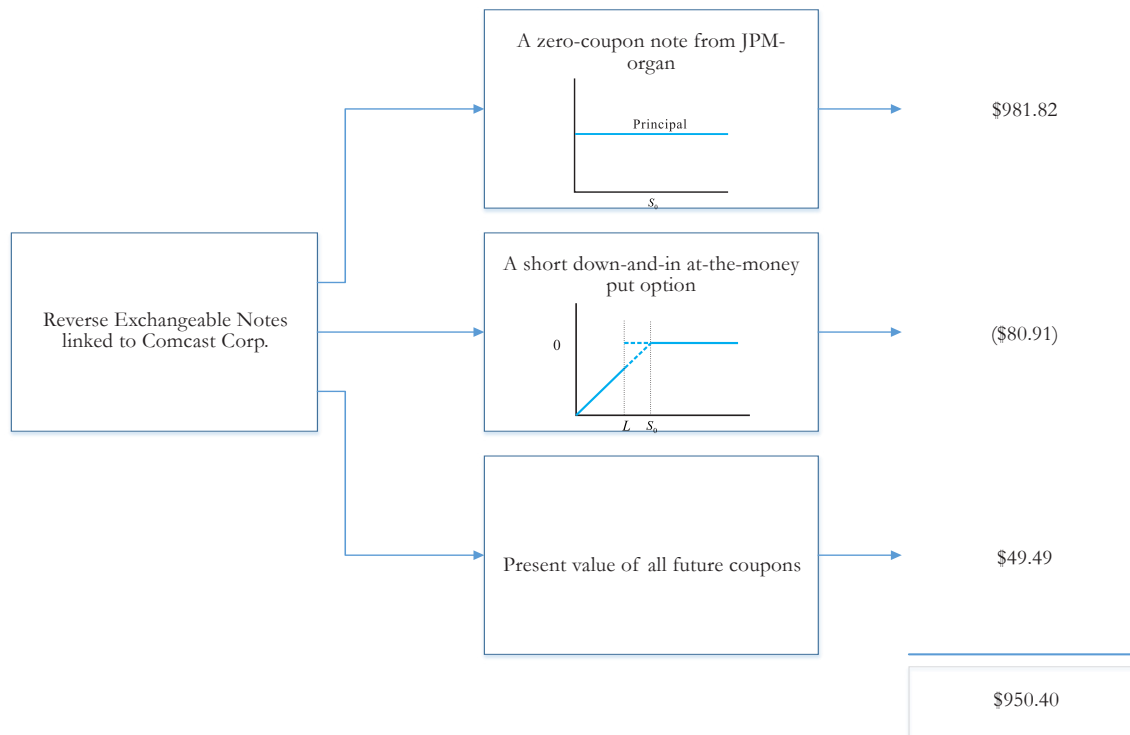 A zero-coupon note from JPM-
organ
Principal
S₀
$981.82
Reverse Exchangeable Notes
linked to Comcast Corp.
A short down-and-in at-the-money
put option
0
L S₀
($80.91)
Present value of all future coupons
$49.49
$950.40